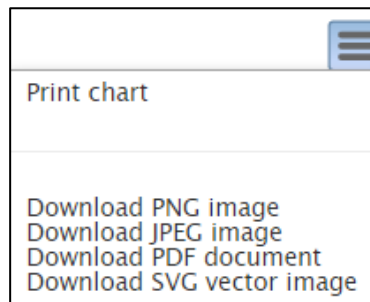 Print chart
Download PNG image
Download JPEG image
Download PDF document
Download SVG vector image